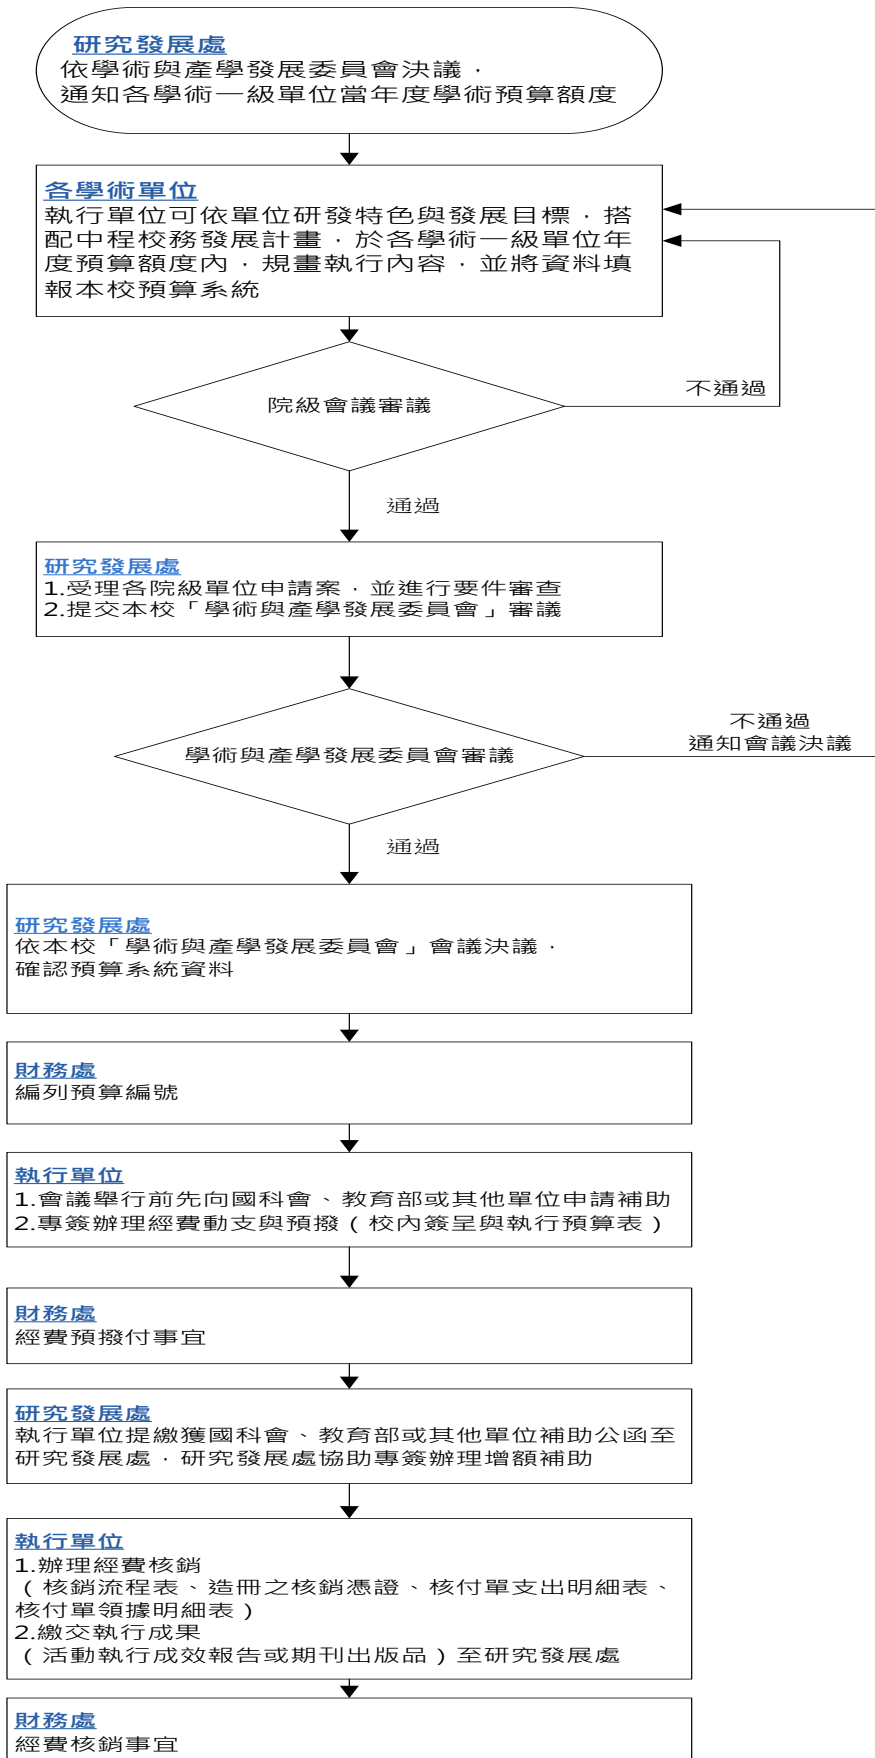 研究發展處
依學術與產學發展委員會決議，
通知各學術一級單位當年度學術預算額度
各學術單位
執行單位可依單位研發特色與發展目標，搭
配中程校務發展計畫，於各學術一級單位年
度預算額度內，規畫執行內容，並將資料填
報本校預算系統
院級會議審議
不通過
通過
研究發展處
1.受理各院級單位申請案，並進行要件審查
2.提交本校「學術與產學發展委員會」審議
學術與產學發展委員會審議
不通過
通知會議決議
通過
研究發展處
依本校「學術與產學發展委員會」會議決議，
確認預算系統資料
財務處
編列預算編號
執行單位
1.會議舉行前先向國科會、教育部或其他單位申請補助
2.專簽辦理經費動支與預撥（校內簽呈與執行預算表）
財務處
經費預撥付事宜
研究發展處
執行單位提繳獲國科會、教育部或其他單位補助公函至
研究發展處，研究發展處協助專簽辦理增額補助
執行單位
1.辦理經費核銷
（核銷流程表、造冊之核銷憑證、核付單支出明細表、
核付單領據明細表）
2.繳交執行成果
（活動執行成效報告或期刊出版品）至研究發展處
財務處
經費核銷事宜